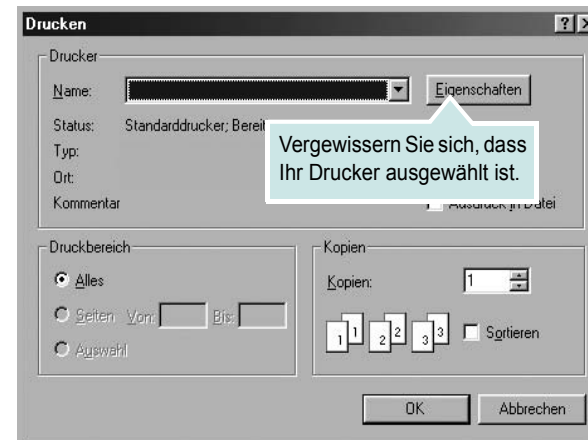 Drucken
Drucker
Name:
Eigenschaften
Status: Standarddrucker; Bereit
Typ:
Vergewissern Sie sich, dass
Ihr Drucker ausgewählt ist.
Ort:
Kommentar
Ausdruck in Datei
Druckbereich
Alles
Seiten Von: Bis:
Auswahl
Kopien
Kopien: 1
1 1 2 2 3 3
Sortieren
OK
Abbrechen